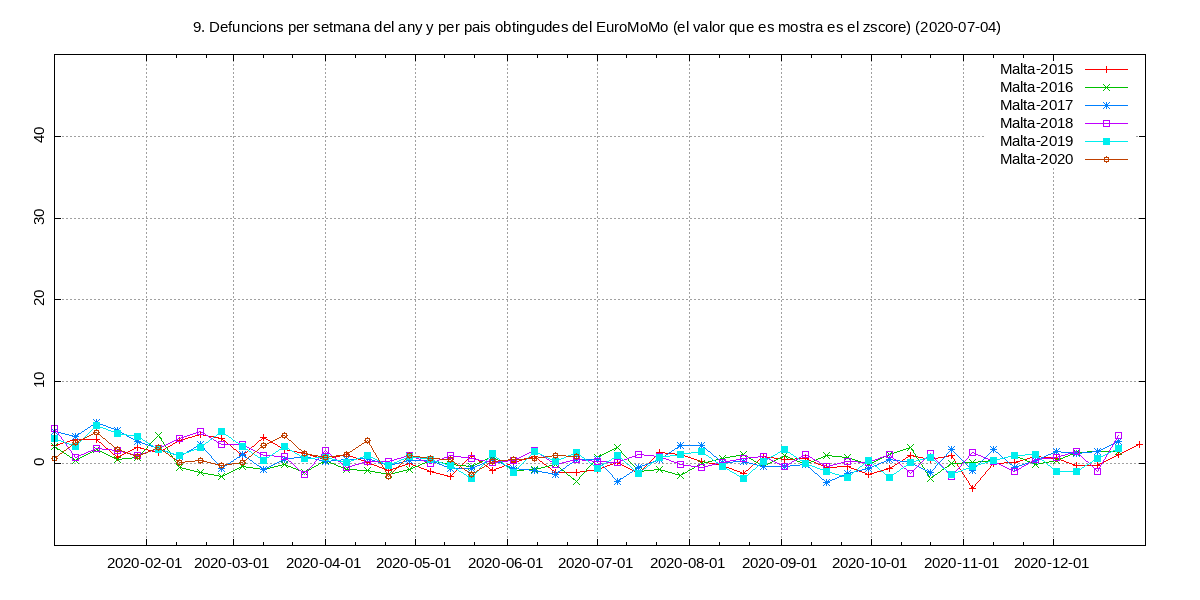 9. Defuncions per setmana del any y per pais obtingudes del EuroMoMo (el valor que es mostra es el zscore) (2020-07-04)
Malta-2015
Malta-2016
Malta-2017
Malta-2018
Malta-2019
Malta-2020
40
30
20
10
0
2020-02-01 2020-03-01 2020-04-01 2020-05-01 2020-06-01 2020-07-01 2020-08-01 2020-09-01 2020-10-01 2020-11-01 2020-12-01